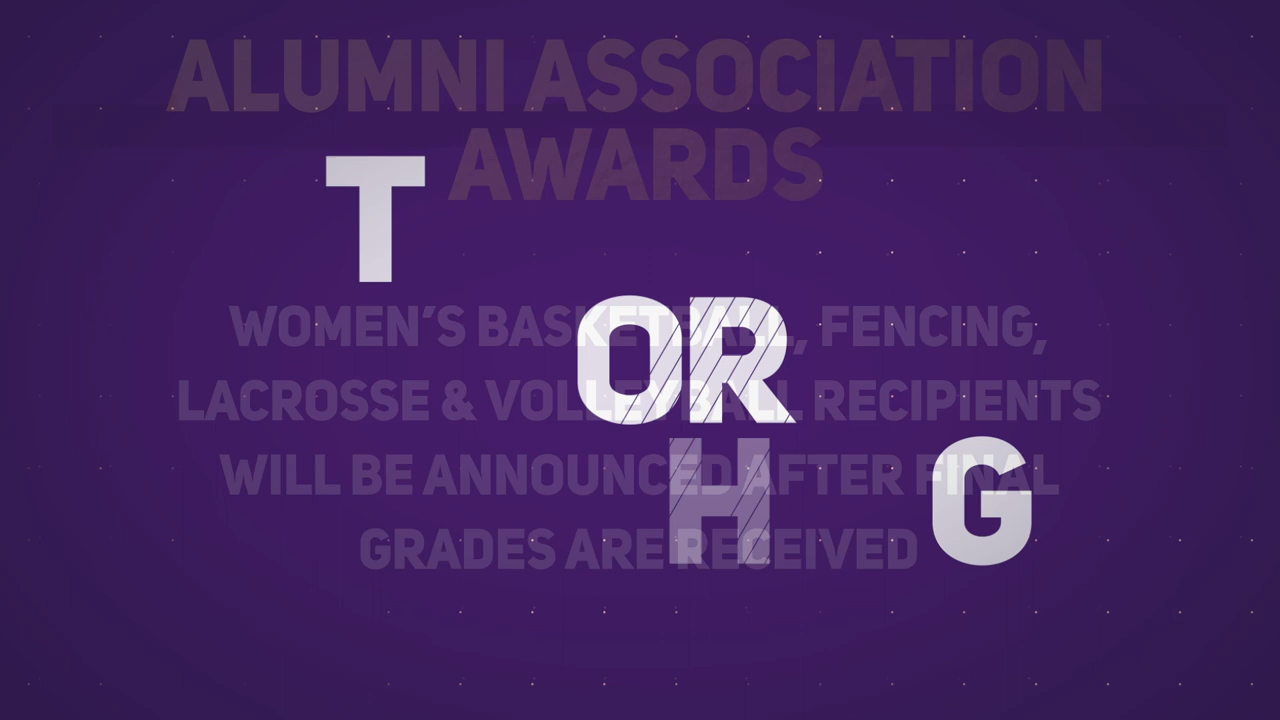 ALUMNI ASSOCIATION
AWARDS
T
WOMEN’S BASKETBALL, FENCING,
OR
LACROSSE & VOLLEYBALL RECIPIENTS
WILL BE ANNOUNCED AFTER FINAL
H G
GRADES ARE RECEIVED